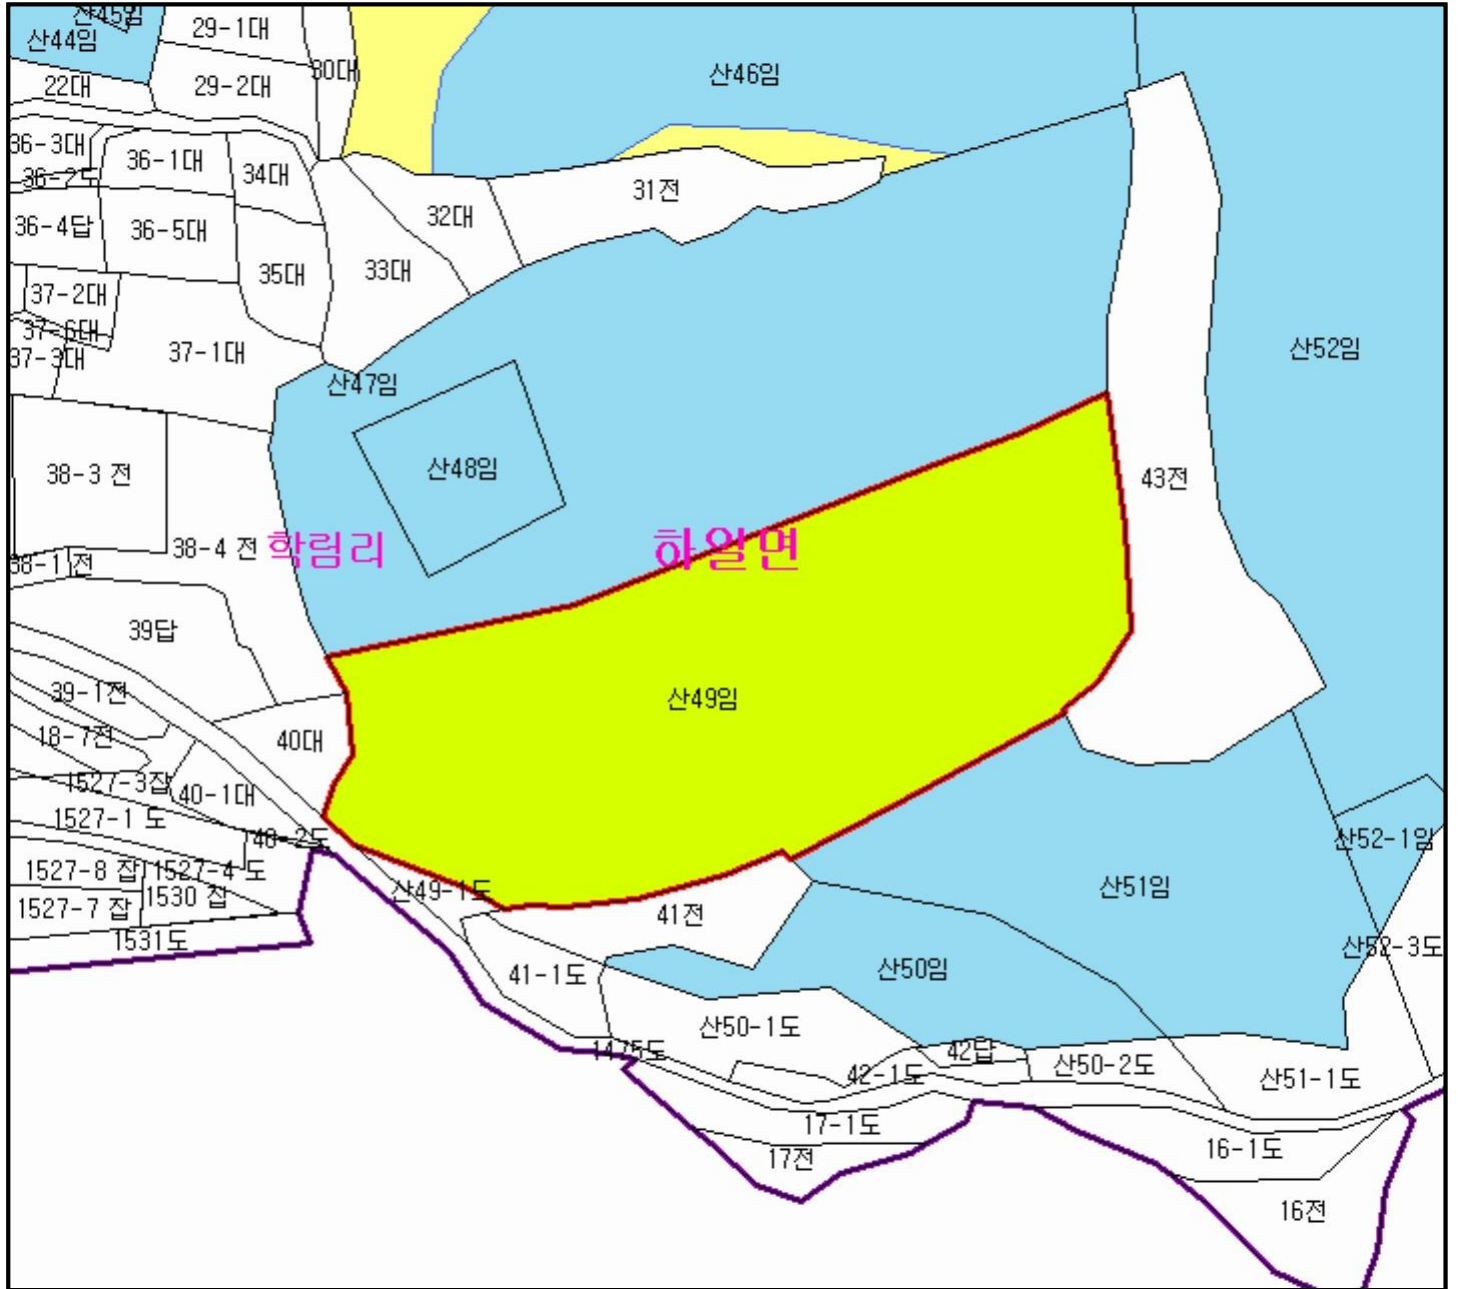 산45임
29-1대
산44임
30대
산46임
22대
29-2대
36-3대
36-1대
34대
36-2도
31전
32대
36-4답
36-5대
35대
33대
37-2대
37-6대
37-3대
37-1대
산52임
산47임
38-3 전
산48임
43전
38-4 전
학림리
하일면
38-1 전
39답
39-1전
산49임
18-7전
40대
1527-3잡
40-1대
1527-1 도
48-2도
산52-1임
1527-8 잡
1527-4 도
산49-1도
산51임
1530 잡
1527-7 잡
41전
1531도
산52-3도
41-1도
산50임
산50-1도
1475도
42답
42-1도
산50-2도
산51-1도
17-1도
16-1도
17전
16전